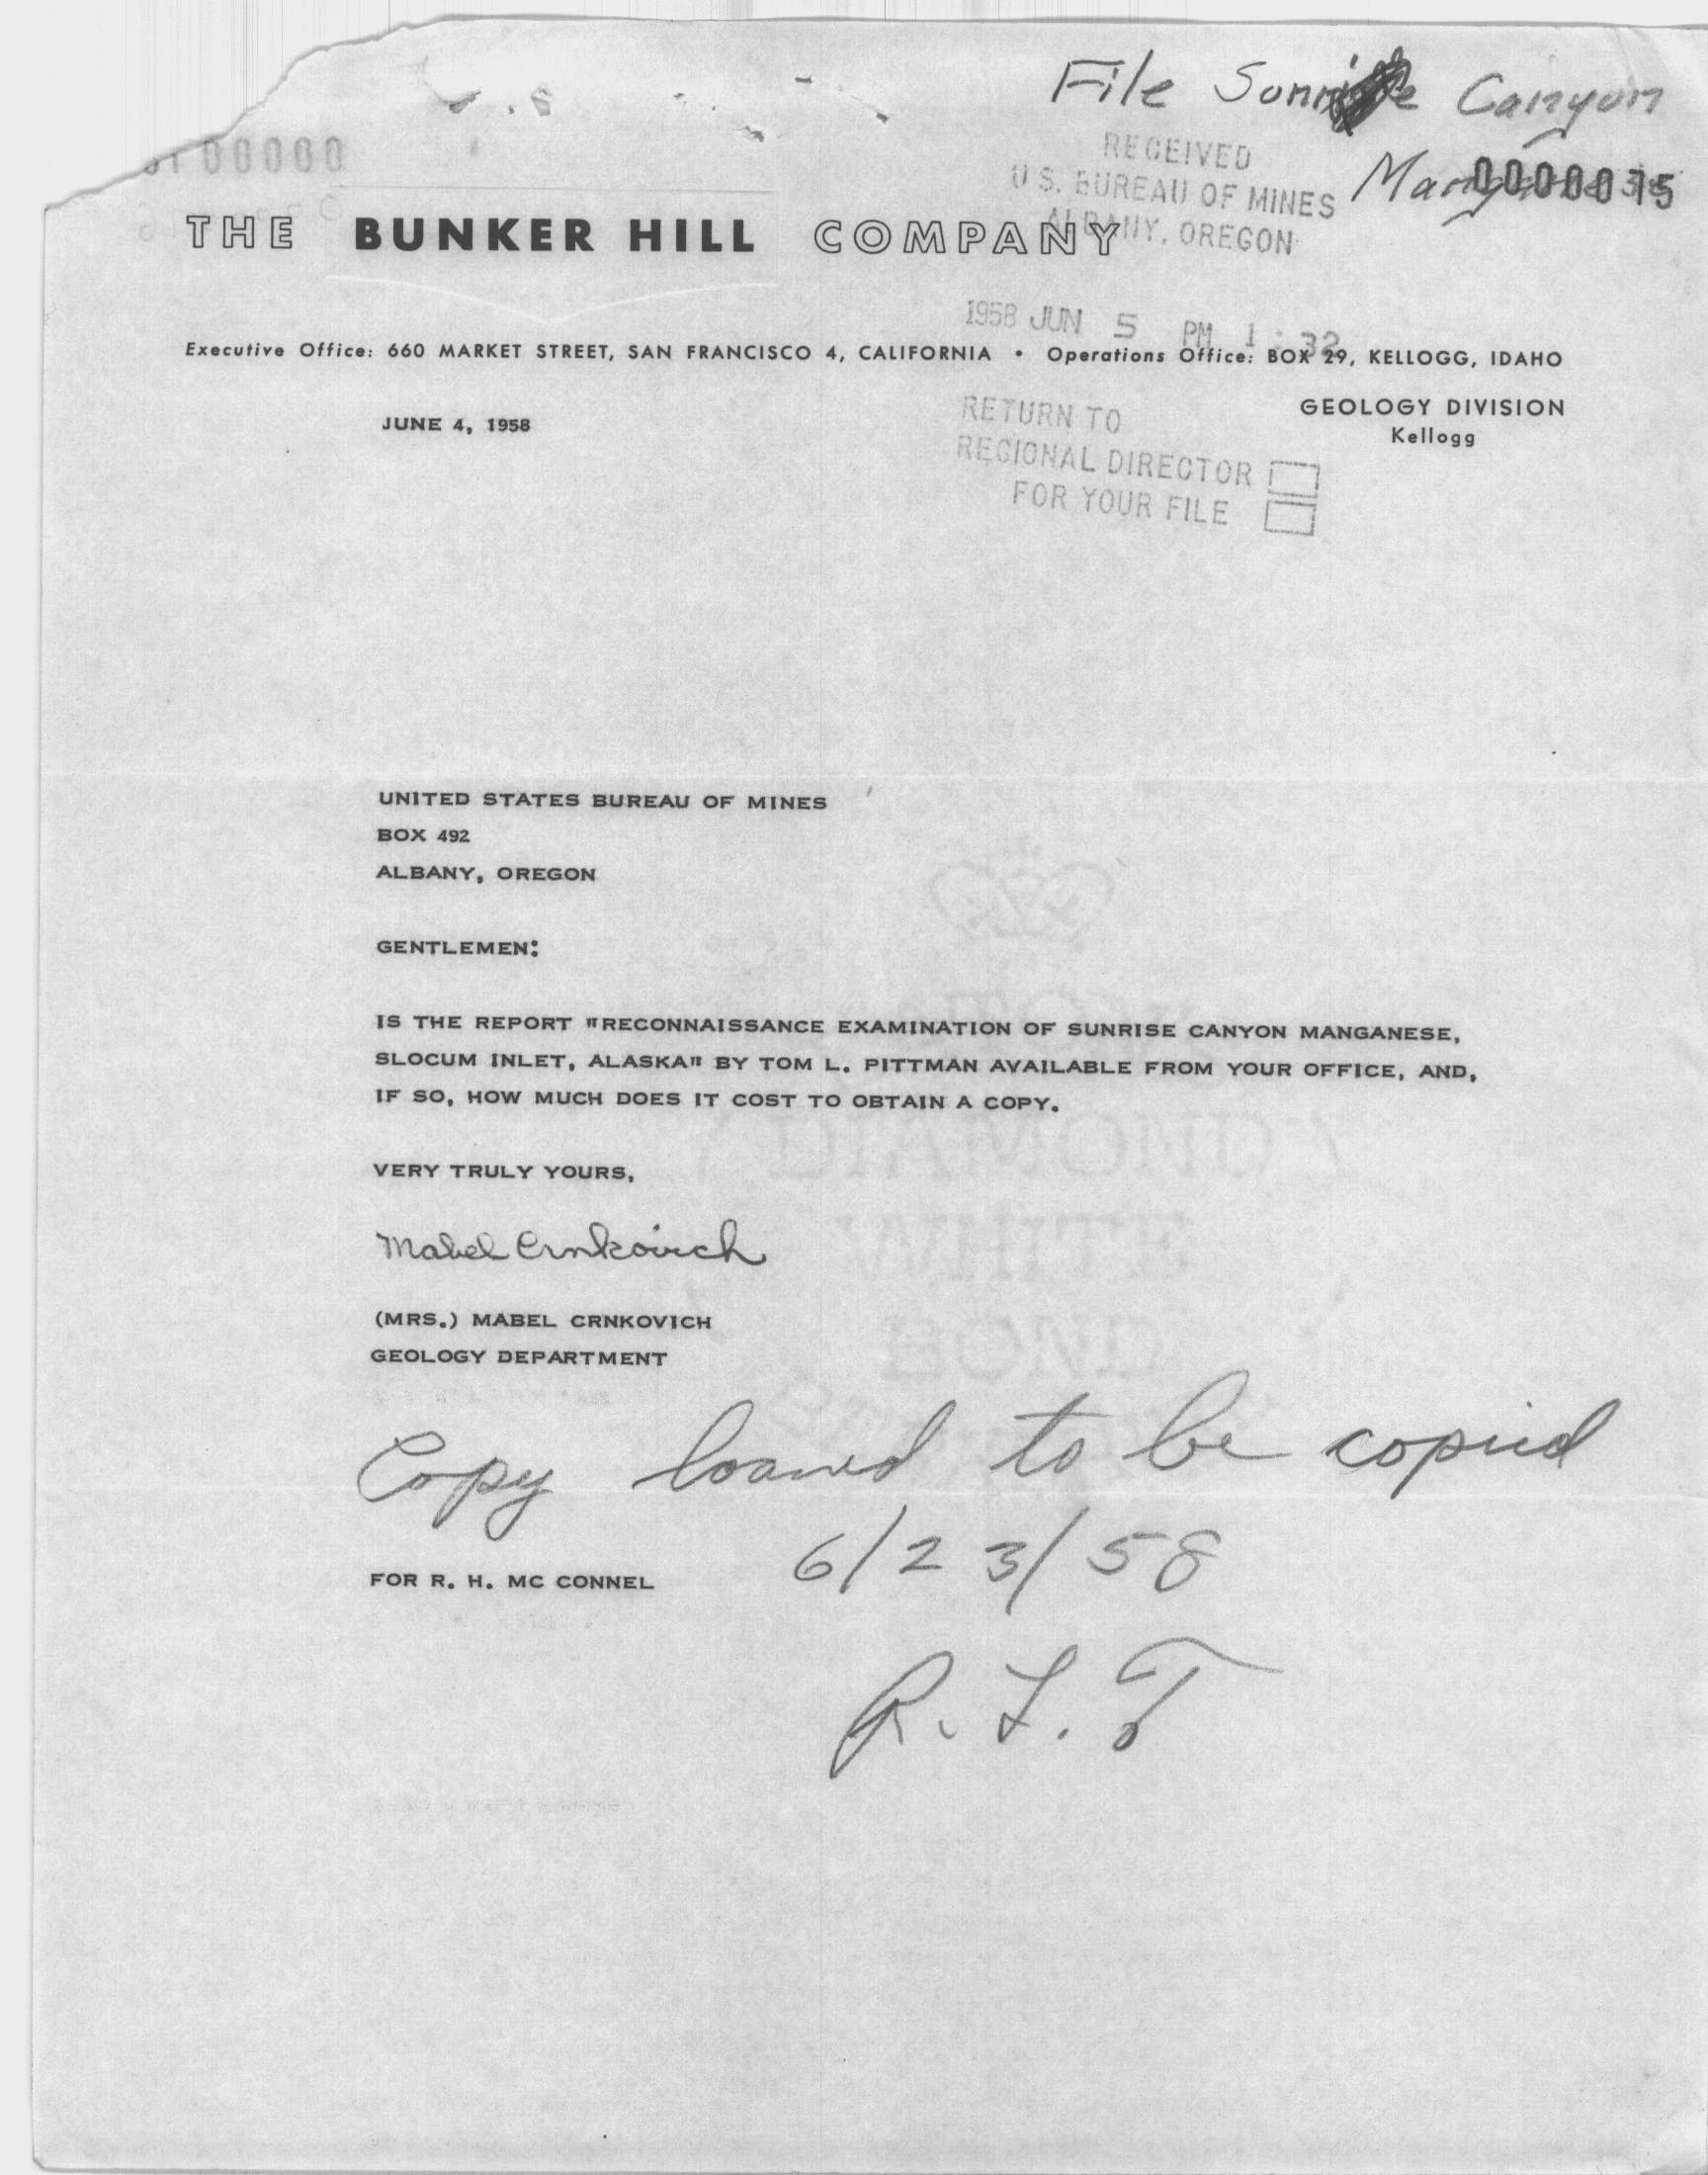 File Sunrise Canyon
00000
RECEIVED
U.S. BUREAU OF MINES
ALBANY, OREGON
0000015
THE BUNKER HILL COMPANY
1958 JUN 5 PM 1:32
Executive Office: 660 MARKET STREET, SAN FRANCISCO 4, CALIFORNIA • Operations Office: BOX 29, KELLOGG, IDAHO
GEOLOGY DIVISION
Kellogg
JUNE 4, 1958
RETURN TO
REGIONAL DIRECTOR
FOR YOUR FILE
UNITED STATES BUREAU OF MINES
BOX 492
ALBANY, OREGON
GENTLEMEN:
IS THE REPORT "RECONNAISSANCE EXAMINATION OF SUNRISE CANYON MANGANESE,
SLOCUM INLET, ALASKA" BY TOM L. PITTMAN AVAILABLE FROM YOUR OFFICE, AND,
IF SO, HOW MUCH DOES IT COST TO OBTAIN A COPY.
VERY TRULY YOURS,
Mabel Crnkovich
(MRS.) MABEL CRNKOVICH
GEOLOGY DEPARTMENT
Copy loaned to be copied
6/23/58
FOR R. H. MC CONNEL
R. L. T